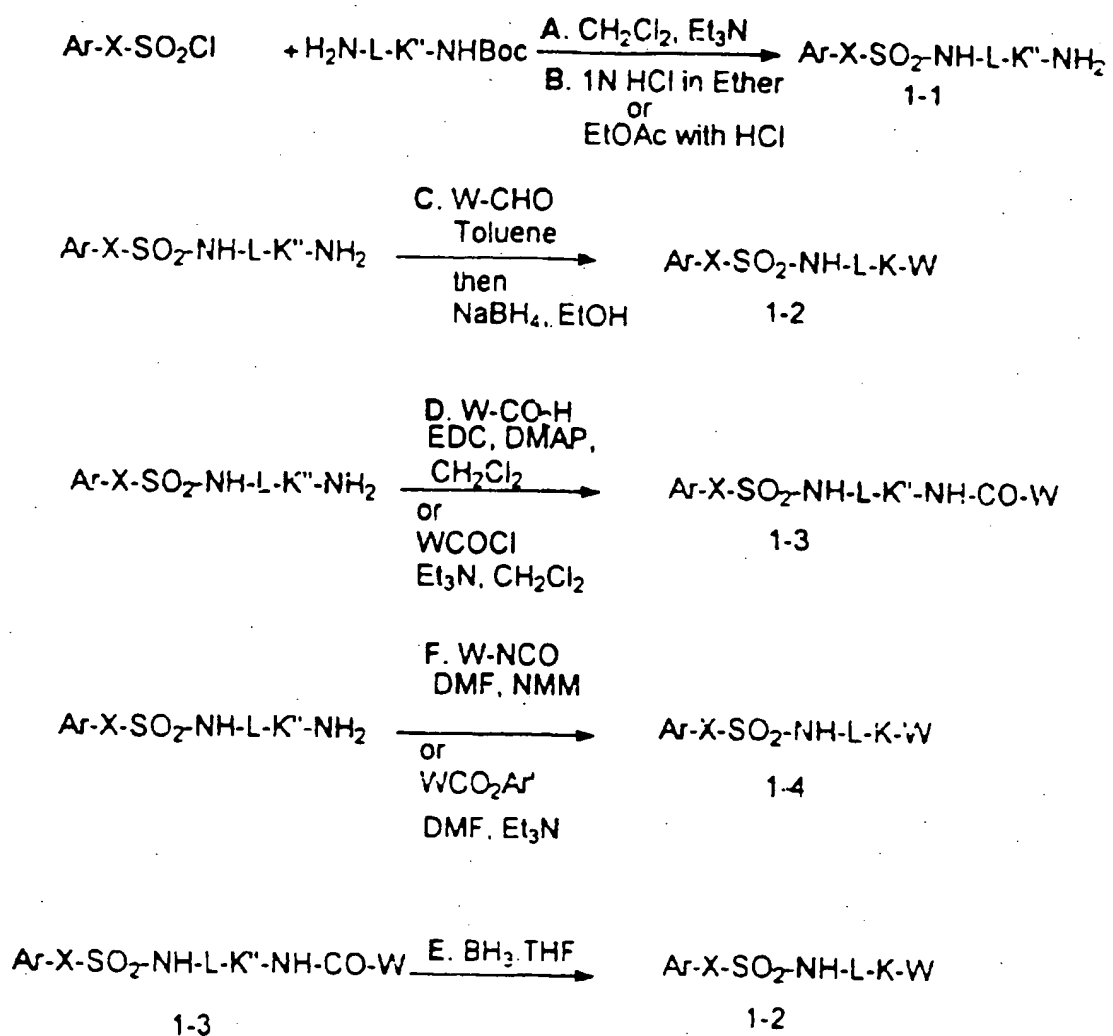 A. CH2Cl2, Et3N
Ar-X-SO2Cl + H2N-L-K"-NHBoc Ar-X-SO2-NH-L-K"-NH2
B. 1N HCl in Ether
1-1
or
EtOAc with HCl
C. W-CHO
Toluene
Ar-X-SO2-NH-L-K"-NH2 Ar-X-SO2-NH-L-K-W
then
NaBH4, EtOH
1-2
D. W-CO-H
EDC, DMAP,
CH2Cl2
Ar-X-SO2-NH-L-K"-NH2 Ar-X-SO2-NH-L-K"-NH-CO-W
or
WCOCl
1-3
Et3N, CH2Cl2
F. W-NCO
DMF, NMM
Ar-X-SO2-NH-L-K"-NH2 Ar-X-SO2-NH-L-K-W
or
WCO2Ar'
1-4
DMF, Et3N
Ar-X-SO2-NH-L-K"-NH-CO-W E. BH3.THF Ar-X-SO2-NH-L-K-W
1-3 1-2